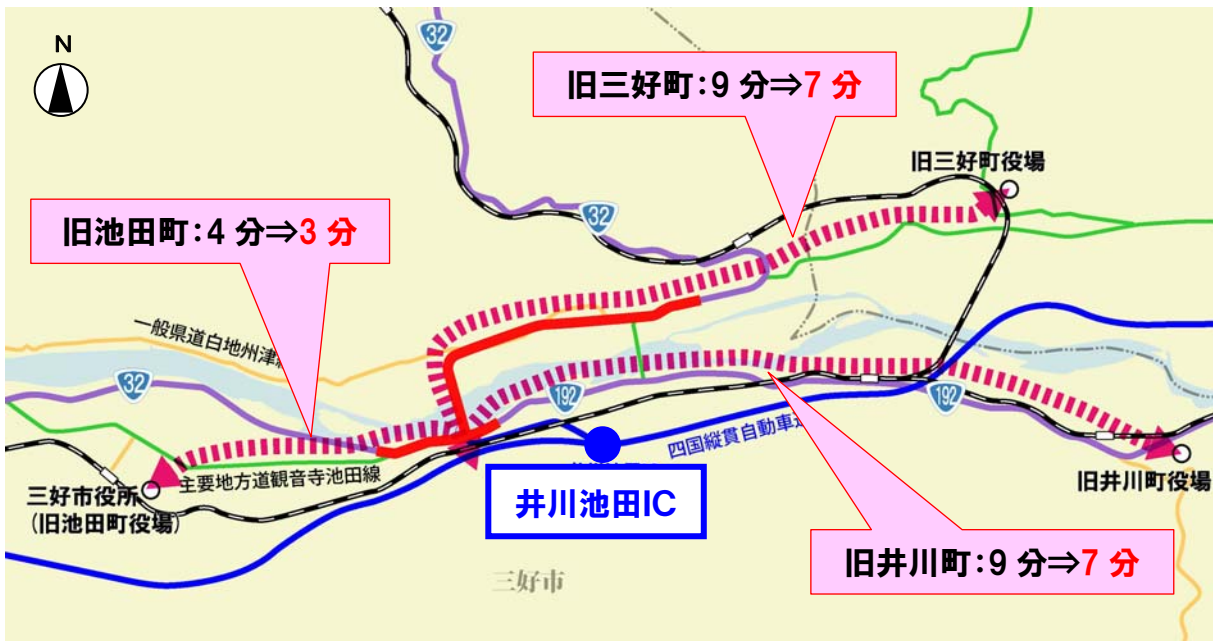 N
32
旧三好町:9 分⇒7 分
旧三好町役場
32
旧池田町:4 分⇒3 分
一般県道白地州津
32
192
192
四国縦貫自動車道
主要地方道観音寺池田線
三好市役所
(旧池田町役場)
井川池田IC
旧井川町役場
旧井川町:9 分⇒7 分
三好市